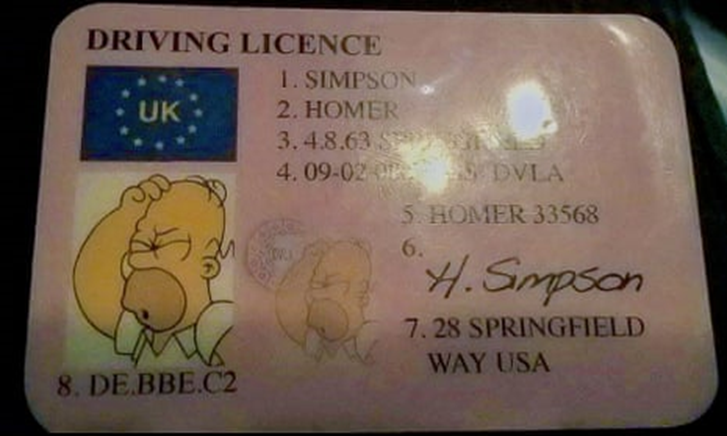 DRIVING LICENCE
UK
1. SIMPSON
2. HOMER
3. 4.8.63
4. 09-02 DVLA
5. HOMER 33568
6.
H. Simpson
7. 28 SPRINGFIELD
WAY USA
8. DE.BBE.C2